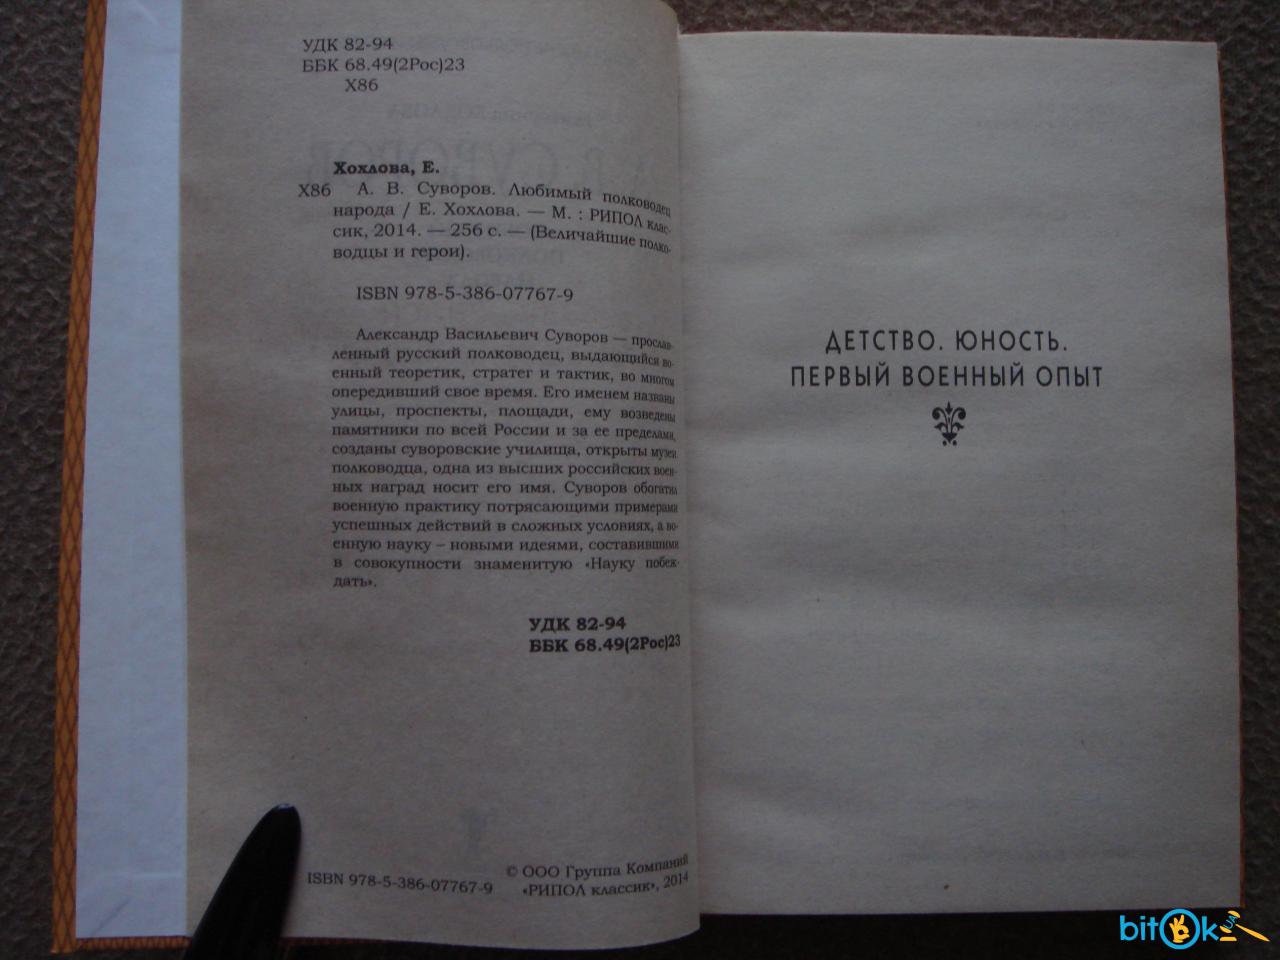 УДК 82-94
ББК 68.49(2Рос)23
Х86
Хохлова, Е.
Х86 А. В. Суворов. Любимый полководец
народа / Е. Хохлова. — М. : РИПОЛ клас-
сик, 2014. — 256 с. — (Величайшие полко-
водцы и герои).
ISBN 978-5-386-07767-9
Александр Васильевич Суворов — прослав-
ленный русский полководец, выдающийся во-
енный теоретик, стратег и тактик, во многом
опередивший свое время. Его именем названы
улицы, проспекты, площади, ему возведены
памятники по всей России и за ее пределами,
созданы суворовские училища, открыты музеи
полководца, одна из высших российских воен-
ных наград носит его имя. Суворов обогатил
военную практику потрясающими примерами
успешных действий в сложных условиях, а во-
енную науку – новыми идеями, составившими
в совокупности знаменитую «Науку побеж-
дать».
УДК 82-94
ББК 68.49(2Рос)23
ISBN 978-5-386-07767-9
© ООО Группа Компаний
«РИПОЛ классик», 2014
ДЕТСТВО. ЮНОСТЬ.
ПЕРВЫЙ ВОЕННЫЙ ОПЫТ
bitOk UA